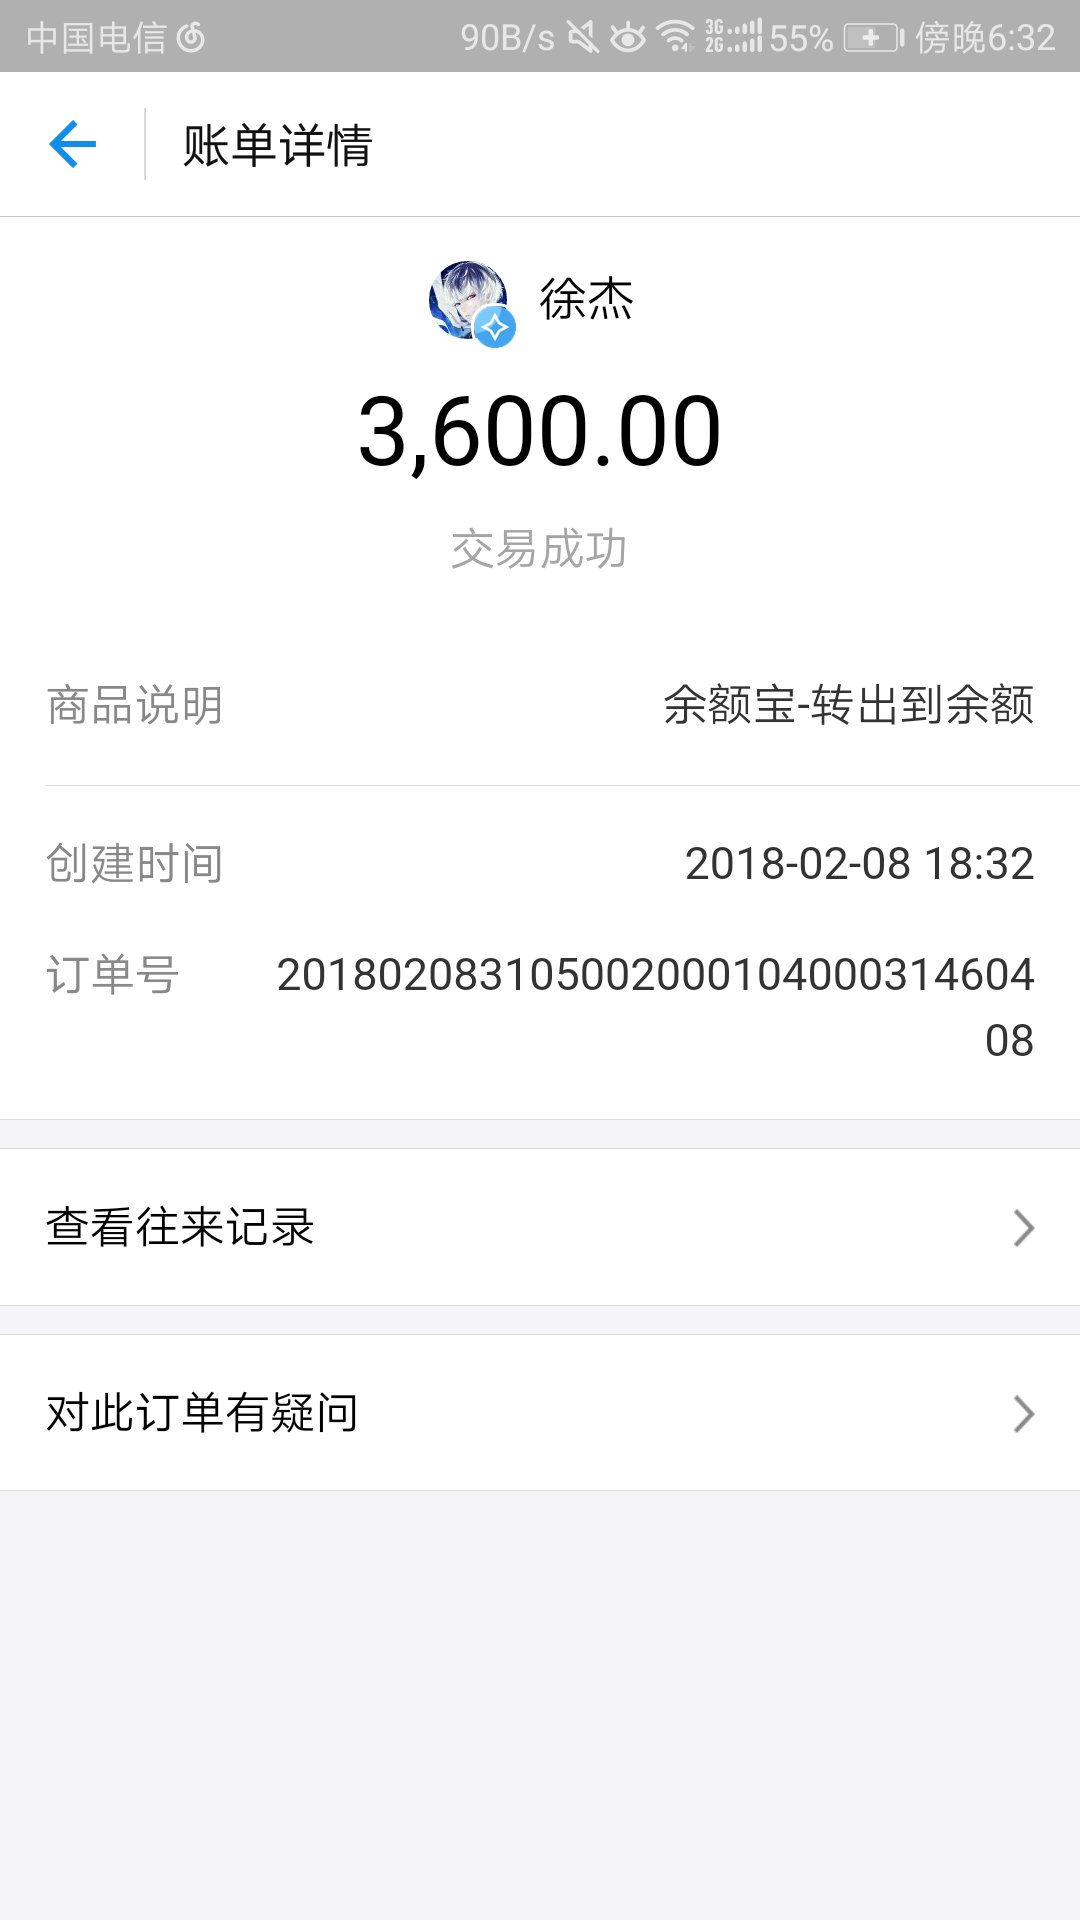 中国电信 90B/s 3G 2G 55% 傍晚6:32
账单详情
徐杰
3,600.00
交易成功
商品说明 余额宝-转出到余额
创建时间 2018-02-08 18:32
订单号 201802083105002000104000314604
08
查看往来记录
对此订单有疑问